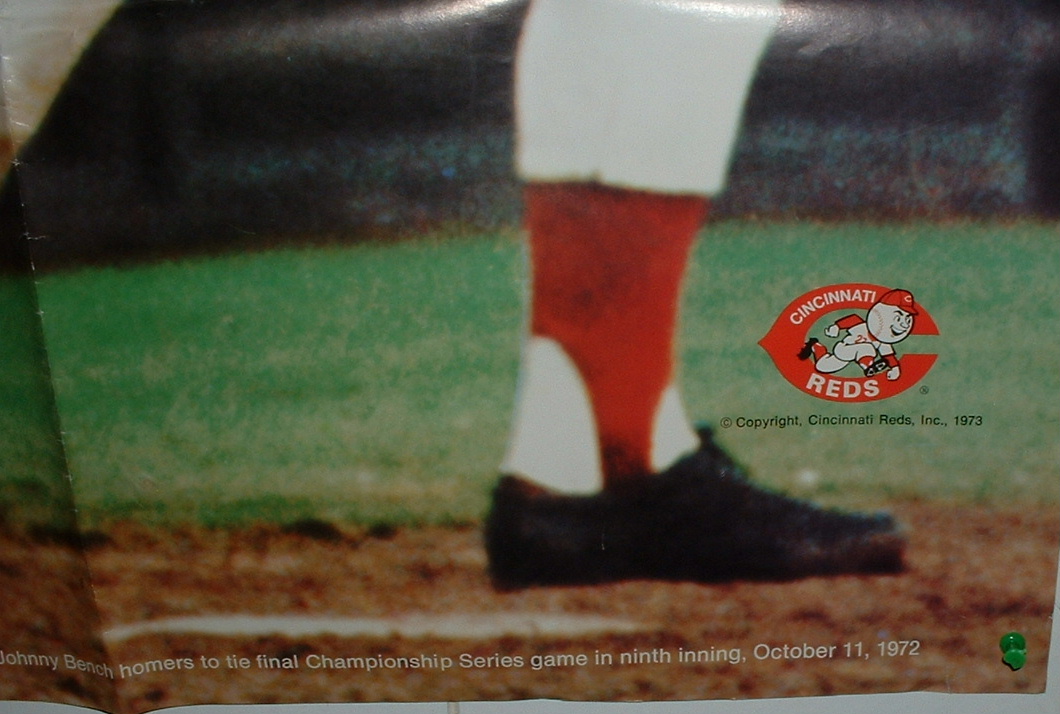 CINCINNATI
REDS
®
© Copyright, Cincinnati Reds, Inc., 1973
Johnny Bench homers to tie final Championship Series game in ninth inning, October 11, 1972